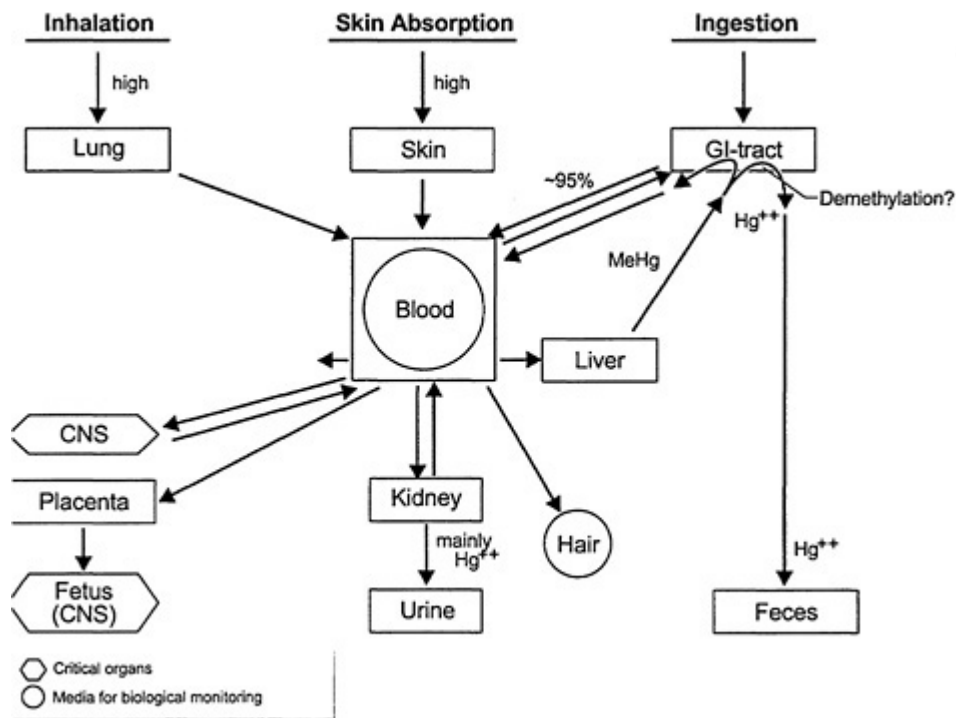 Inhalation
Skin Absorption
Ingestion
high
high
Lung
Skin
GI-tract
~95%
Demethylation?
Hg++
MeHg
Blood
Liver
CNS
Placenta
Kidney
Hair
mainly
Hg++
Hg++
Fetus
(CNS)
Urine
Feces
Critical organs
Media for biological monitoring